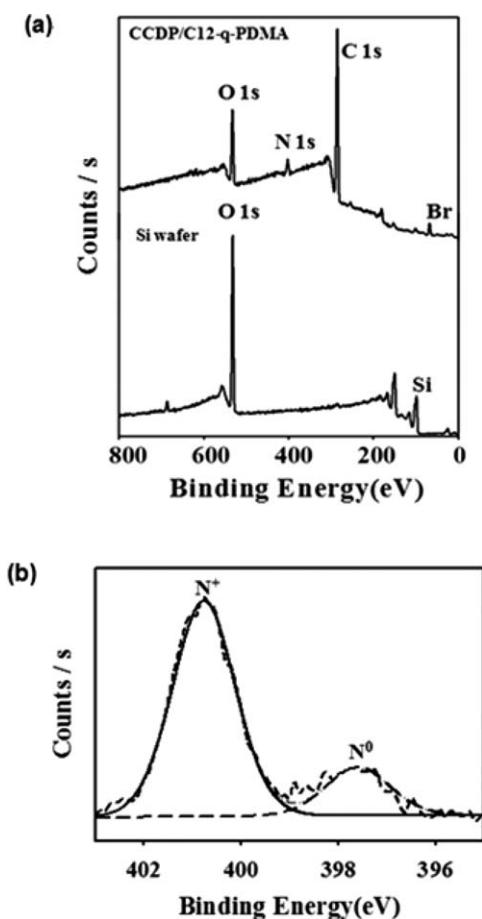 (a)
CCDP/C12-q-PDMA
C 1s
O 1s
N 1s
Br
O 1s
Si wafer
Si
Counts / s
800 600 400 200 0
Binding Energy(eV)
(b)
N⁺
N⁰
Counts / s
402 400 398 396
Binding Energy(eV)